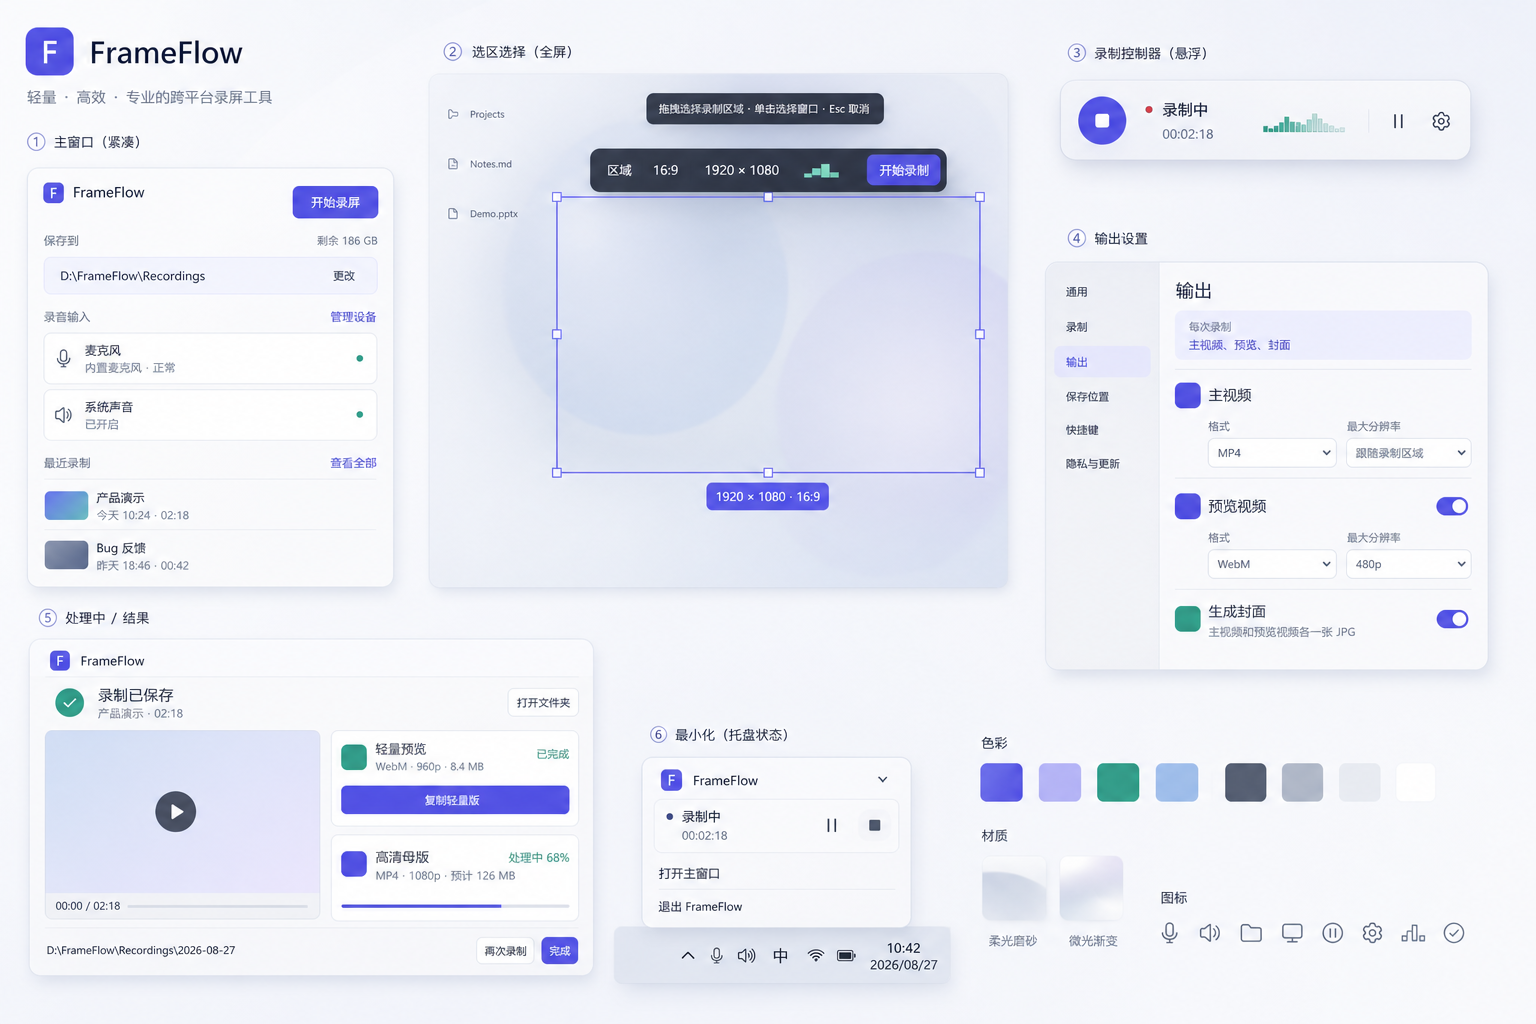 F FrameFlow
轻量 · 高效 · 专业的跨平台录屏工具
1 主窗口（紧凑）
F FrameFlow
开始录屏
保存到
剩余 186 GB
D:\FrameFlow\Recordings
更改
录音输入
管理设备
麦克风
内置麦克风 · 正常
系统声音
已开启
最近录制
查看全部
产品演示
今天 10:24 · 02:18
Bug 反馈
昨天 18:46 · 00:42
2 选区选择（全屏）
Projects
Notes.md
Demo.pptx
拖拽选择录制区域 · 单击选择窗口 · Esc 取消
区域 16:9 1920 × 1080 开始录制
1920 × 1080 · 16:9
3 录制控制器（悬浮）
录制中
00:02:18
4 输出设置
通用
录制
输出
保存位置
快捷键
隐私与更新
输出
每次录制
主视频、预览、封面
主视频
格式
最大分辨率
MP4
跟随录制区域
预览视频
格式
最大分辨率
WebM
480p
生成封面
主视频和预览视频各一张 JPG
5 处理中 / 结果
F FrameFlow
录制已保存
产品演示 · 02:18
打开文件夹
00:00 / 02:18
轻量预览
WebM · 960p · 8.4 MB
已完成
复制轻量版
高清母版
处理中 68%
MP4 · 1080p · 预计 126 MB
D:\FrameFlow\Recordings\2026-08-27
再次录制
完成
6 最小化（托盘状态）
F FrameFlow
录制中
00:02:18
打开主窗口
退出 FrameFlow
中
10:42
2026/08/27
色彩
材质
柔光磨砂
微光渐变
图标